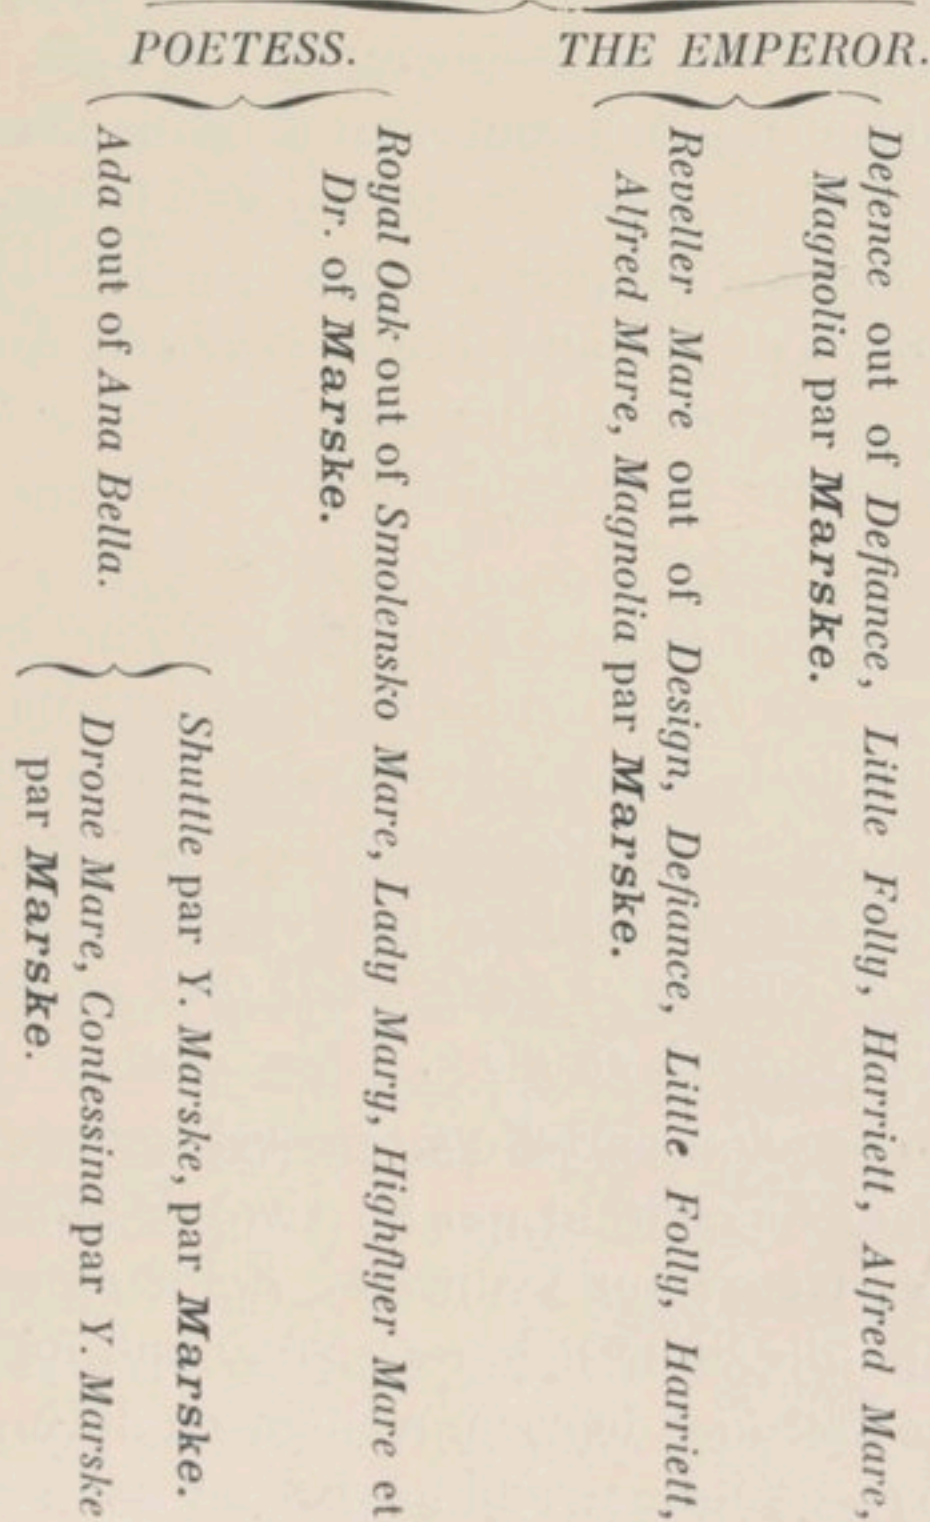 POETESS.
THE EMPEROR.
Defence out of Defiance, Little Folly, Harriett, Alfred Mare,
Magnolia par Marske.
Reveller Mare out of Design, Defiance, Little Folly, Harriett,
Alfred Mare, Magnolia par Marske.
Royal Oak out of Smolensko Mare, Lady Mary, Highflyer Mare et
Dr. of Marske.
Ada out of Ana Bella.
Shuttle par Y. Marske, par Marske.
Drone Mare, Contessina par Y. Marske
par Marske.